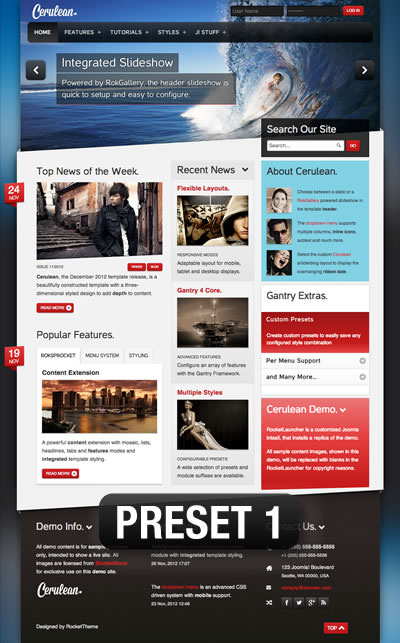 Cerulean.
User Name
LOG IN
HOME
FEATURES +
TUTORIALS +
STYLES +
J! STUFF +
Integrated Slideshow
Powered by RokGallery, the header slideshow is
quick to setup and easy to configure.
Search Our Site
Search...
GO
24
NOV
Top News of the Week.
ISSUE 11/2012
Cerulean, the December 2012 template release, is a
beautifully constructed template with a three-
dimensional styled design to add depth to content.
READ MORE
19
NOV
Popular Features.
ROKSPROCKET
MENU SYSTEM
STYLING
Content Extension
A powerful content extension with mosaic, lists,
headlines, tabs and features modes and
integrated template styling.
READ MORE
Recent News
Flexible Layouts.
RESPONSIVE MODES
Adaptable layout for mobile,
tablet and desktop displays.
Gantry 4 Core.
ADVANCED FEATURES
Configure an array of features
with the Gantry Framework.
Multiple Styles
CONFIGURABLE PRESETS
A wide selection of presets and
module suffixes are available.
About Cerulean.
Choose between a static or a
RokGallery powered slideshow in
the template header.
The dropdown menu supports
multiple columns, inline icons,
subtext and much more.
Select the custom Cerulean
articleblog layout to display the
overhanging ribbon date.
Gantry Extras.
Custom Presets
Create custom presets to easily save any
configured style combination
Per Menu Support
and Many More...
Cerulean Demo.
RocketLauncher is a customized Joomla
install, that installs a replica of the demo.
All sample content images, shown in this
demo, will be replaced with blanks in the
RocketLauncher for copyright reasons.
PRESET 1
Demo Info.
All demo content is for sample
only, intended to show a live site. All
images are licensed from
for exclusive use on this demo site.
Cerulean.
Designed by RocketTheme
module with integrated template styling.
26 Nov, 2012 17:07
The dropdown menu is an advanced CSS
driven system with mobile support.
23 Nov, 2012 12:46
Contact Us.
(555) 555-555-5555
+1 (555) 555-555-5555
123 Joomla! Boulevard
Seattle, WA 00000, USA
noreply@domain.com
TOP